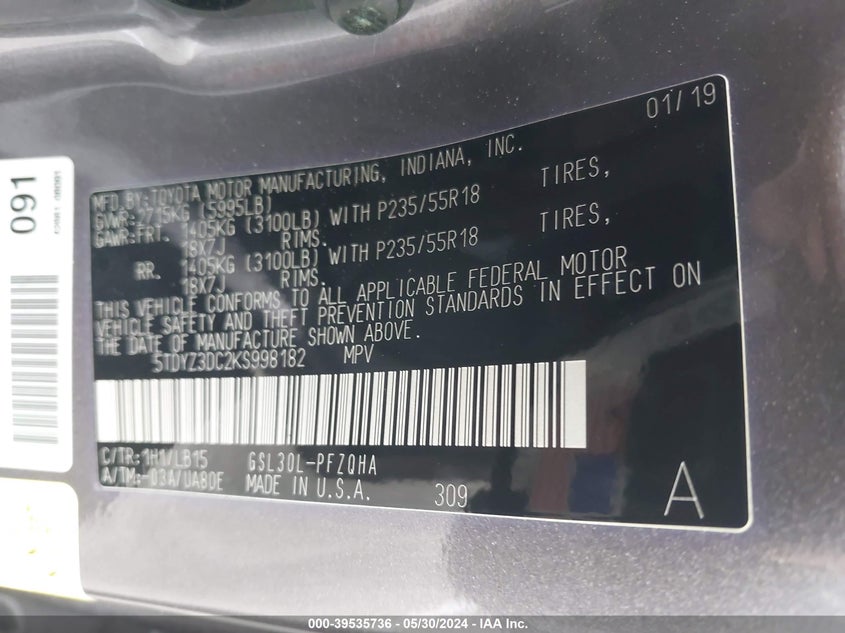 01/19
MFD.BY:TOYOTA MOTOR MANUFACTURING, INDIANA, INC.
GVWR:2715KG (5995LB)
GAWR:FRT. 1405KG (3100LB) WITH P235/55R18 TIRES,
18X7J RIMS.
RR. 1405KG (3100LB) WITH P235/55R18 TIRES,
18X7J RIMS.
THIS VEHICLE CONFORMS TO ALL APPLICABLE FEDERAL MOTOR
VEHICLE SAFETY AND THEFT PREVENTION STANDARDS IN EFFECT ON
THE DATE OF MANUFACTURE SHOWN ABOVE.
5TDYZ3DC2KS998182 MPV
C/TR:1H1/LB15 GSL30L-PFZQHA
A/TM:-03A/UA80E MADE IN U.S.A. 309
A
091
000-39535736 - 05/30/2024 - IAA Inc.